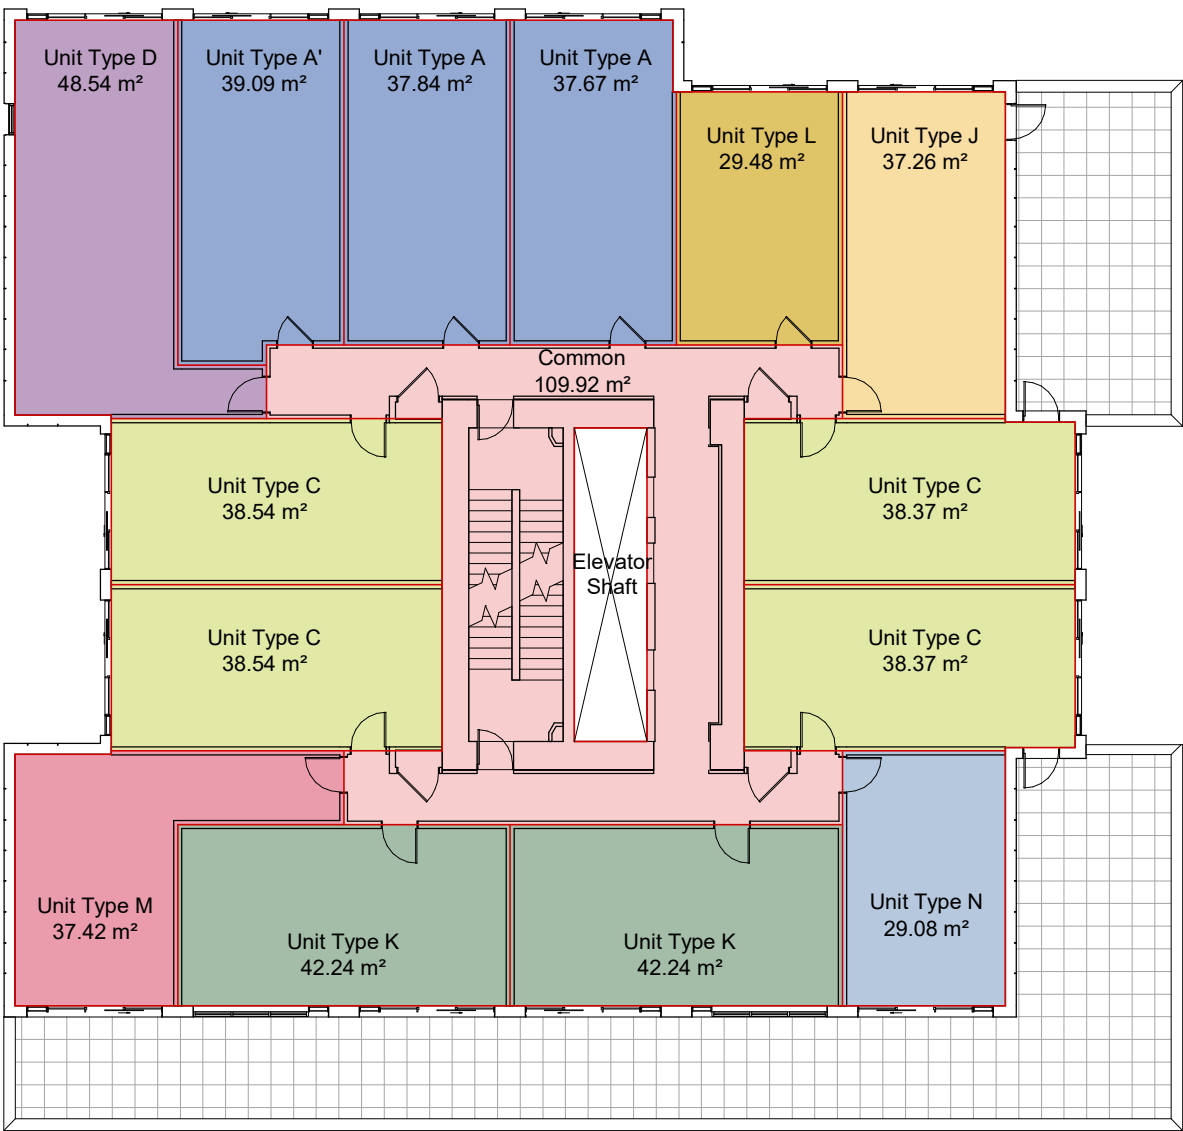 Unit Type D
48.54 m²
Unit Type A'
39.09 m²
Unit Type A
37.84 m²
Unit Type A
37.67 m²
Unit Type L
29.48 m²
Unit Type J
37.26 m²
Common
109.92 m²
Unit Type C
38.54 m²
Unit Type C
38.37 m²
Elevator
Shaft
Unit Type C
38.54 m²
Unit Type C
38.37 m²
Unit Type M
37.42 m²
Unit Type K
42.24 m²
Unit Type K
42.24 m²
Unit Type N
29.08 m²